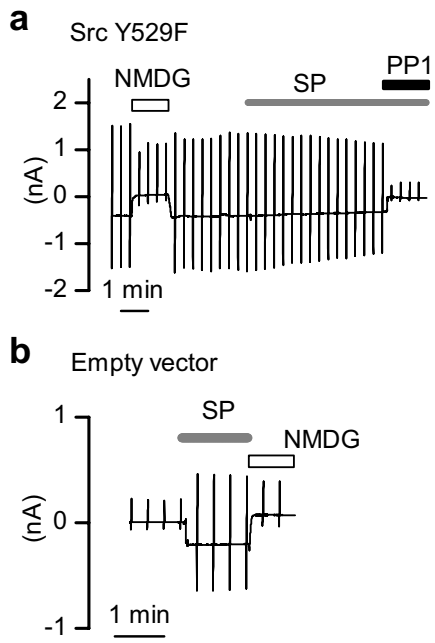 a
Src Y529F
PP1
NMDG
SP
2
1
0
-1
-2
(nA)
1 min
b
Empty vector
SP
NMDG
1
0
-1
(nA)
1 min